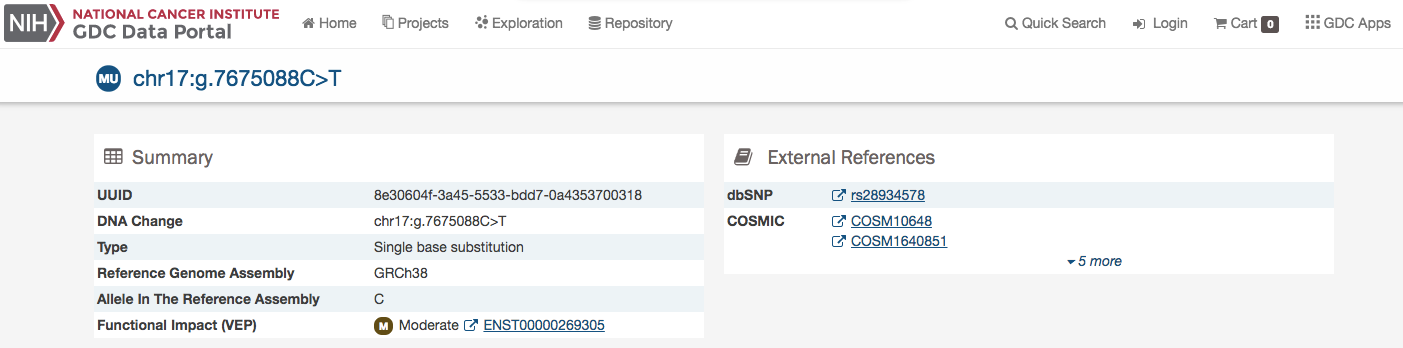 NIH NATIONAL CANCER INSTITUTE
GDC Data Portal
Home Projects Exploration Repository Quick Search Login Cart 0 GDC Apps
MU chr17:g.7675088C>T
Summary
UUID 8e30604f-3a45-5533-bdd7-0a4353700318
DNA Change chr17:g.7675088C>T
Type Single base substitution
Reference Genome Assembly GRCh38
Allele In The Reference Assembly C
Functional Impact (VEP) M Moderate ENST00000269305
External References
dbSNP rs28934578
COSMIC COSM10648
COSM1640851
5 more